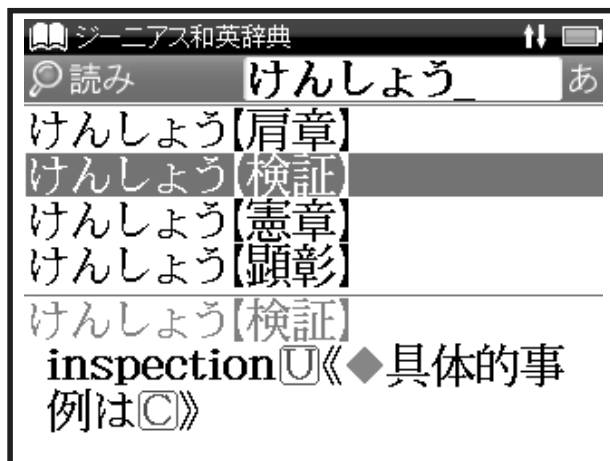 ジーニアス和英辞典
読み けんしょう_ あ
けんしょう【肩章】
けんしょう【検証】
けんしょう【憲章】
けんしょう【顕彰】
けんしょう【検証】
inspectionⓊ《◆具体的事
例はⒸ》